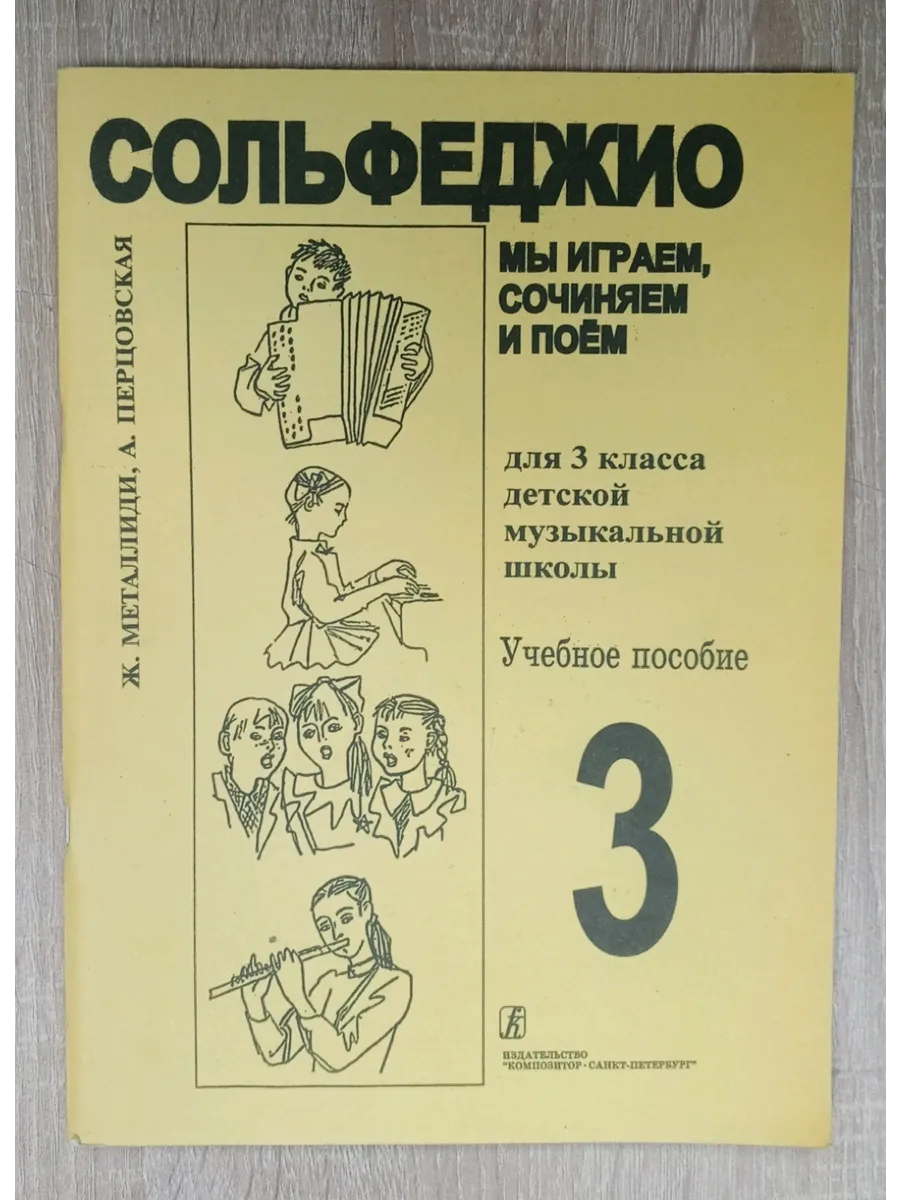 СОЛЬФЕДЖИО
Ж. МЕТАЛЛИДИ, А. ПЕРЦОВСКАЯ
МЫ ИГРАЕМ,
СОЧИНЯЕМ
И ПОЁМ
для 3 класса
детской
музыкальной
школы
Учебное пособие
3
ИЗДАТЕЛЬСТВО
"КОМПОЗИТОР · САНКТ-ПЕТЕРБУРГ"